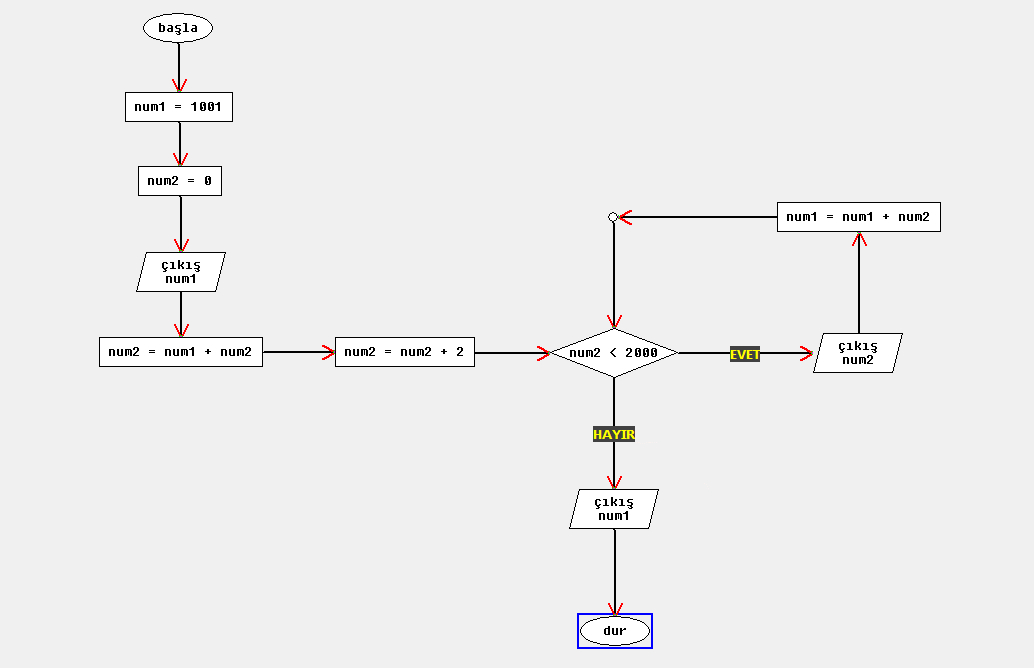 başla
num1 = 1001
num2 = 0
çıkış
num1
num2 = num1 + num2
num2 = num2 + 2
num2 < 2000
EVET
çıkış
num2
num1 = num1 + num2
HAYIR
çıkış
num1
dur